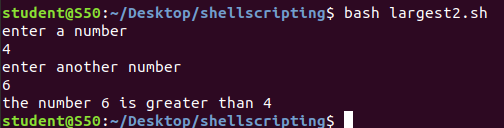 student@S50:~/Desktop/shellscripting$ bash largest2.sh
enter a number
4
enter another number
6
the number 6 is greater than 4
student@S50:~/Desktop/shellscripting$